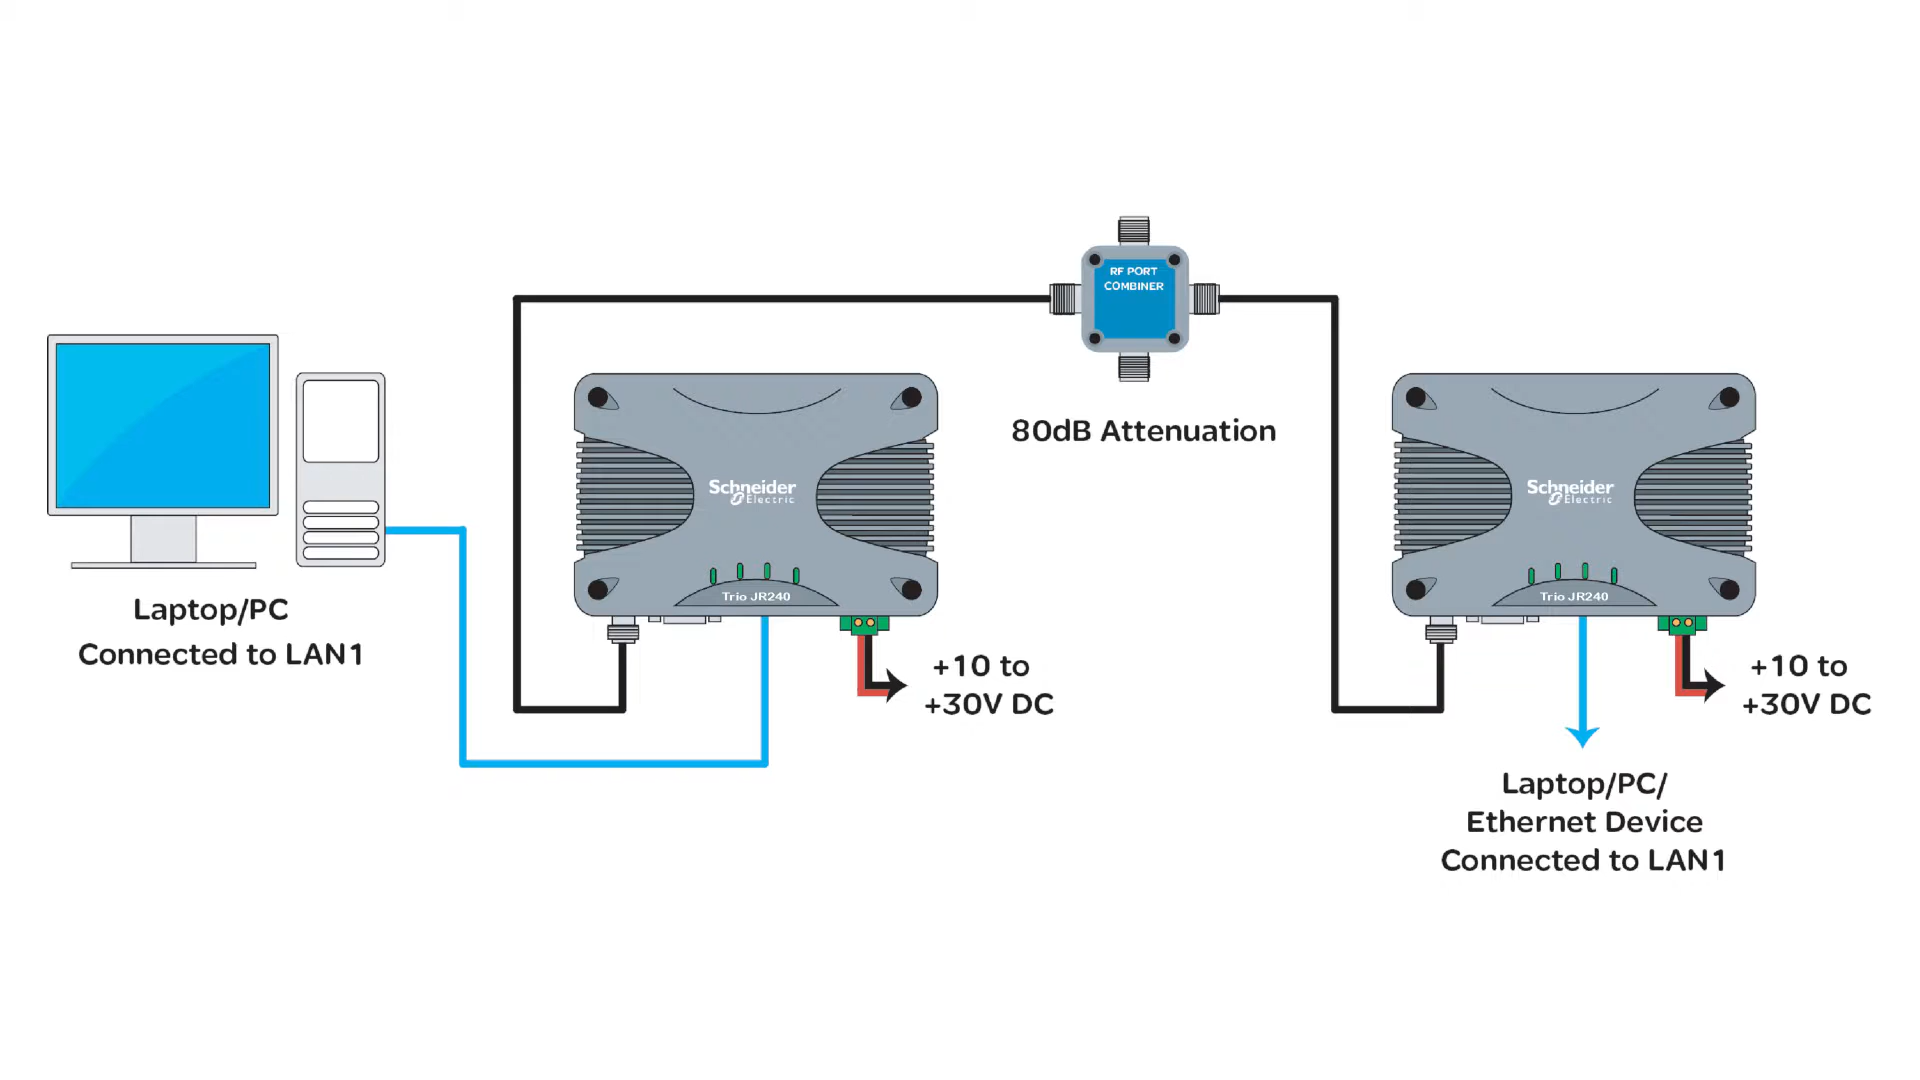 RF PORT
COMBINER
80dB Attenuation
Schneider
Electric
Trio JR240
Schneider
Electric
Trio JR240
Laptop/PC
Connected to LAN1
+10 to
+30V DC
+10 to
+30V DC
Laptop/PC/
Ethernet Device
Connected to LAN1